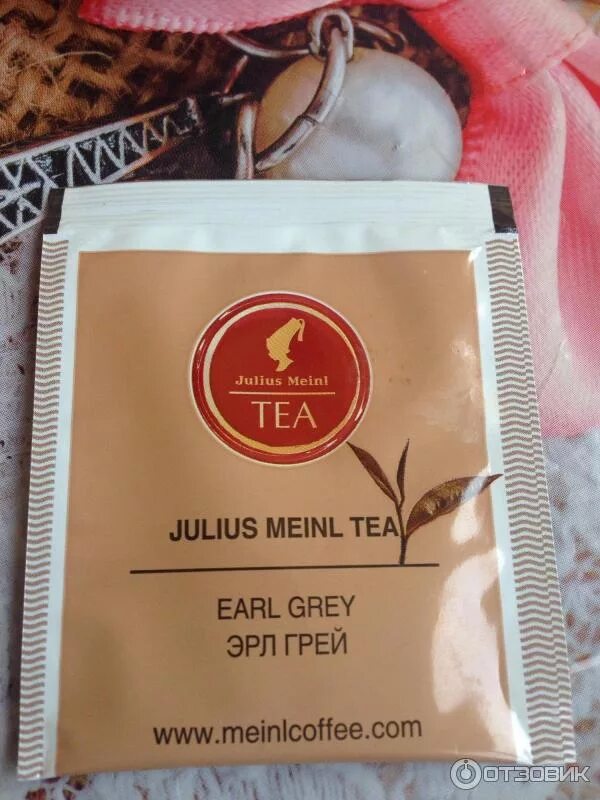 Julius Meinl
TEA
JULIUS MEINL TEA
EARL GREY
ЭРЛ ГРЕЙ
www.meinlcoffee.com
ОТЗОВИК